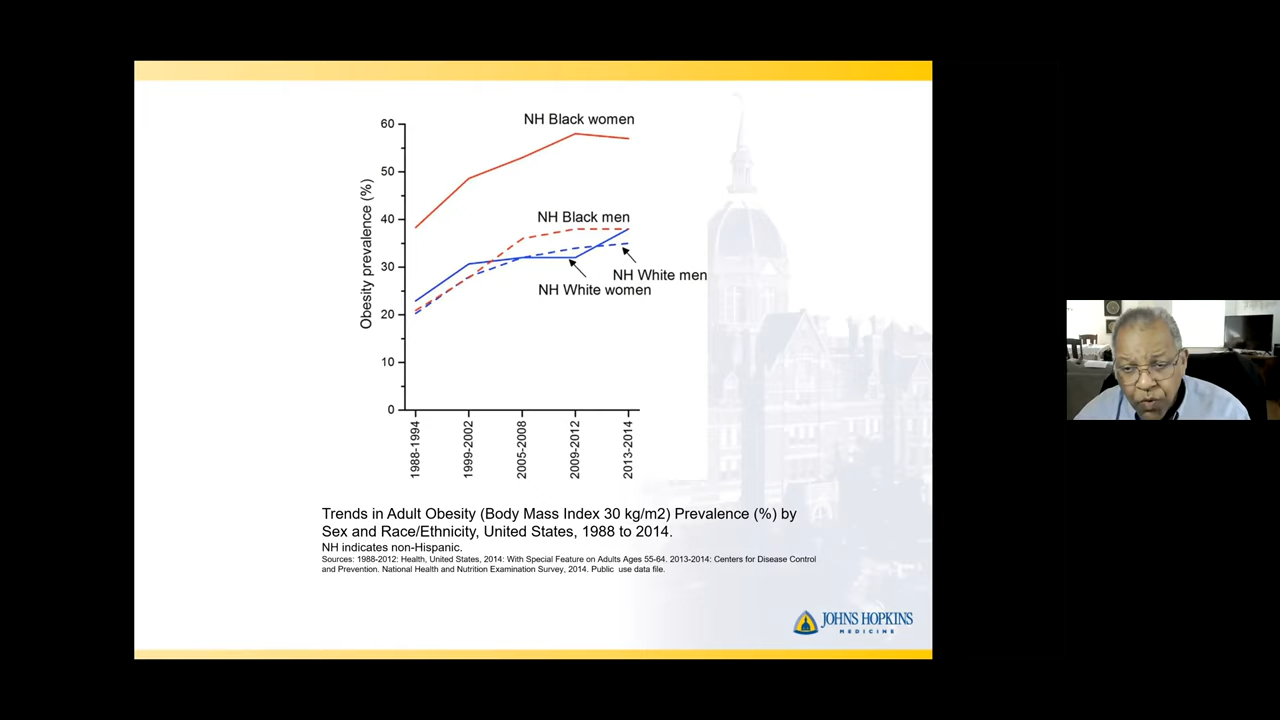 NH Black women
60
50
40
30
20
10
0
Obesity prevalence (%)
NH Black men
NH White men
NH White women
1988-1994
1999-2002
2005-2008
2009-2012
2013-2014
Trends in Adult Obesity (Body Mass Index 30 kg/m2) Prevalence (%) by
Sex and Race/Ethnicity, United States, 1988 to 2014.
NH indicates non-Hispanic.
Sources: 1988-2012: Health, United States, 2014: With Special Feature on Adults Ages 55-64. 2013-2014: Centers for Disease Control
and Prevention. National Health and Nutrition Examination Survey, 2014. Public use data file.
JOHNS HOPKINS
MEDICINE